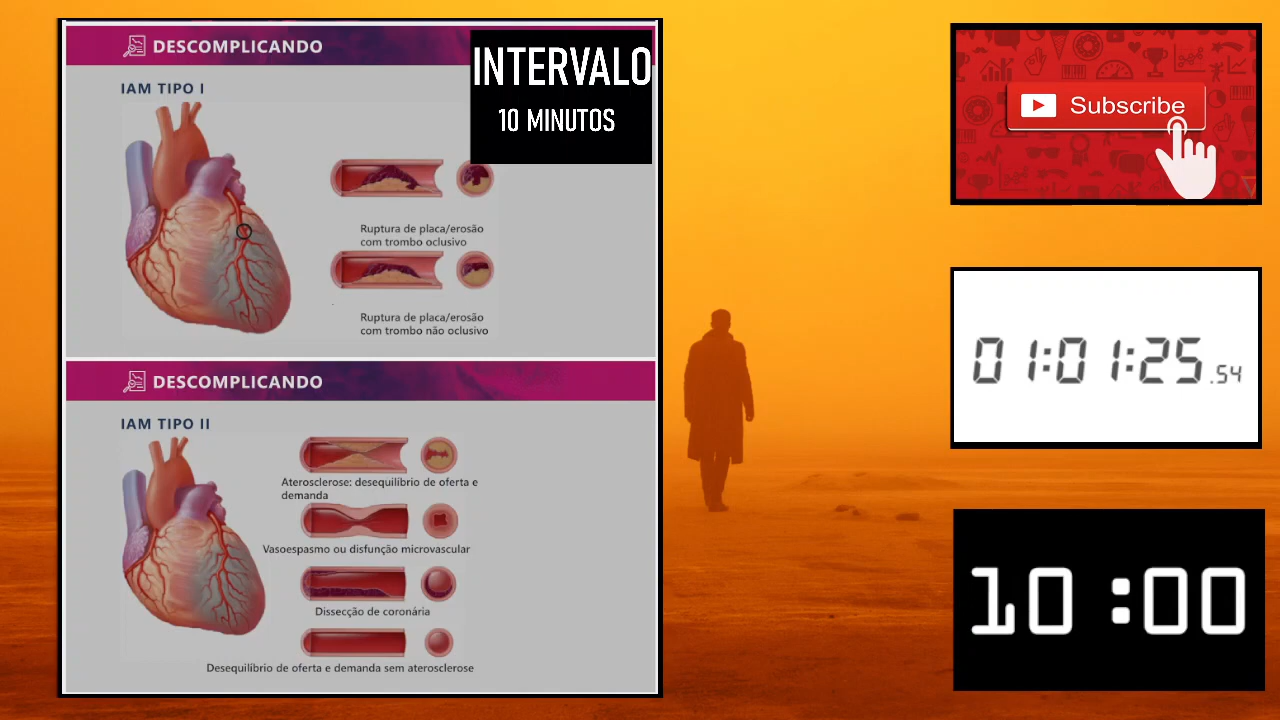 DESCOMPLICANDO
INTERVALO
10 MINUTOS
IAM TIPO I
Ruptura de placa/erosão
com trombo oclusivo
Ruptura de placa/erosão
com trombo não oclusivo
DESCOMPLICANDO
IAM TIPO II
Aterosclerose: desequilíbrio de oferta e
demanda
Vasoespasmo ou disfunção microvascular
Dissecção de coronária
Desequilíbrio de oferta e demanda sem aterosclerose
Subscribe
01:01:25.54
10:00